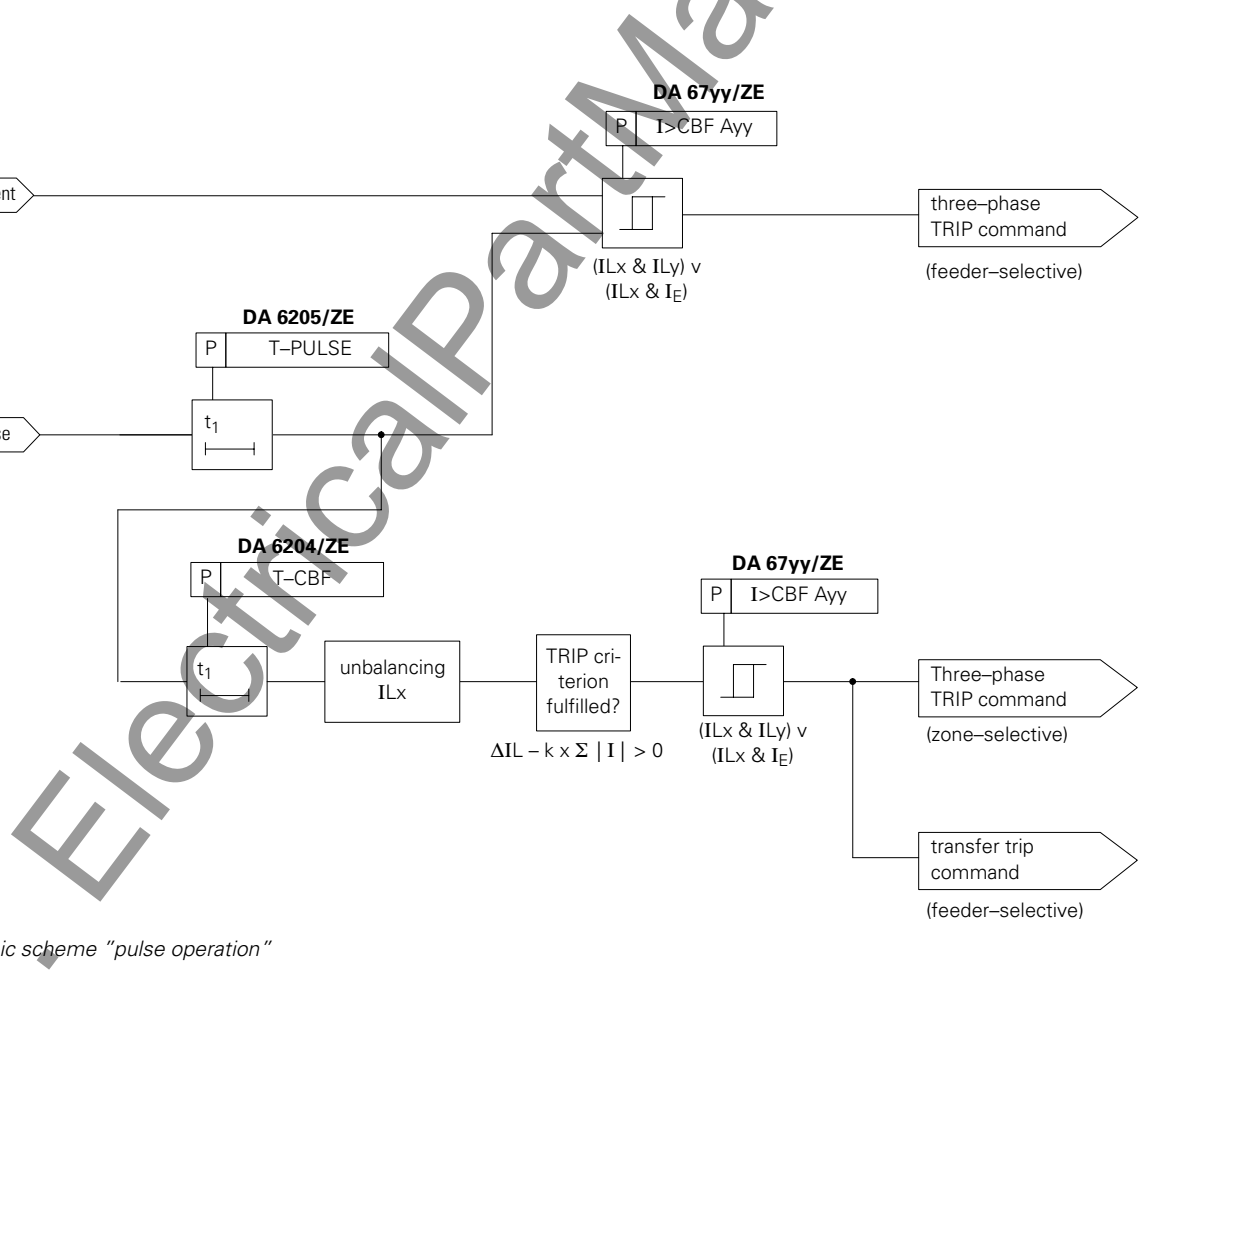 DA 67yy/ZE
P I>CBF Ayy
three–phase
TRIP command
(feeder–selective)
(ILx & ILy) v
(ILx & IE)
DA 6205/ZE
P T–PULSE
t1
DA 6204/ZE
P T–CBF
t1
unbalancing
ILx
TRIP cri-
terion
fulfilled?
ΔIL – k x Σ | I | > 0
DA 67yy/ZE
P I>CBF Ayy
(ILx & ILy) v
(ILx & IE)
Three–phase
TRIP command
(zone–selective)
transfer trip
command
(feeder–selective)
scheme ”pulse operation”